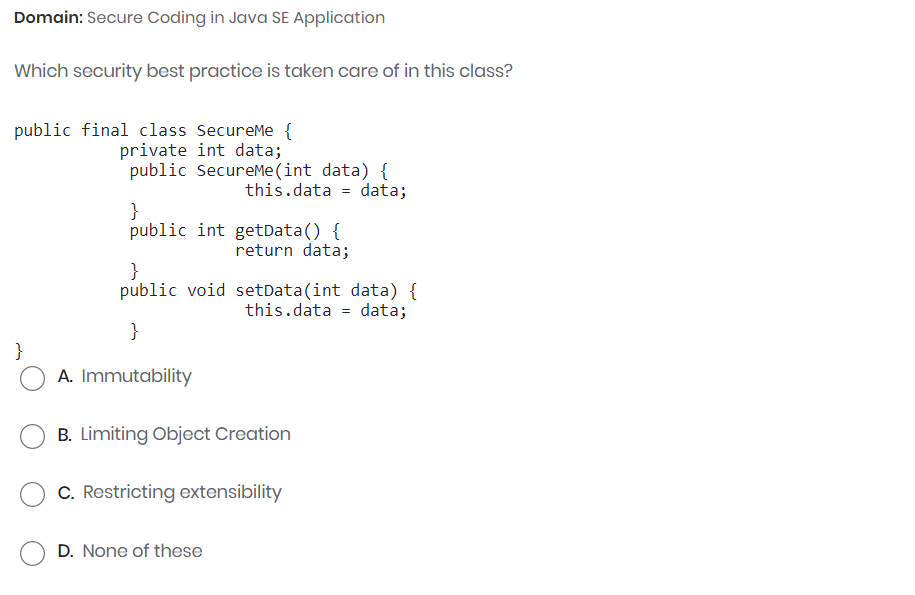 Domain: Secure Coding in Java SE Application
Which security best practice is taken care of in this class?
public final class SecureMe {
private int data;
public SecureMe(int data) {
this.data = data;
}
public int getData() {
return data;
}
public void setData(int data) {
this.data = data;
}
}
A. Immutability
B. Limiting Object Creation
C. Restricting extensibility
D. None of these